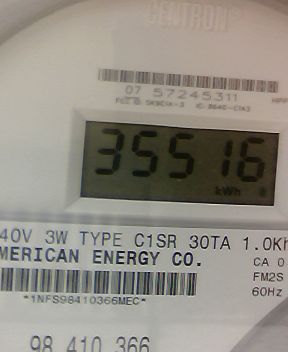 CENTRON®
07 57245311
35516
kWh
40V 3W TYPE C1SR 30TA 1.0Kh
MERICAN ENERGY CO.
CA 0
FM2S
60Hz
*1NFS98410366MEC*
98 410 366